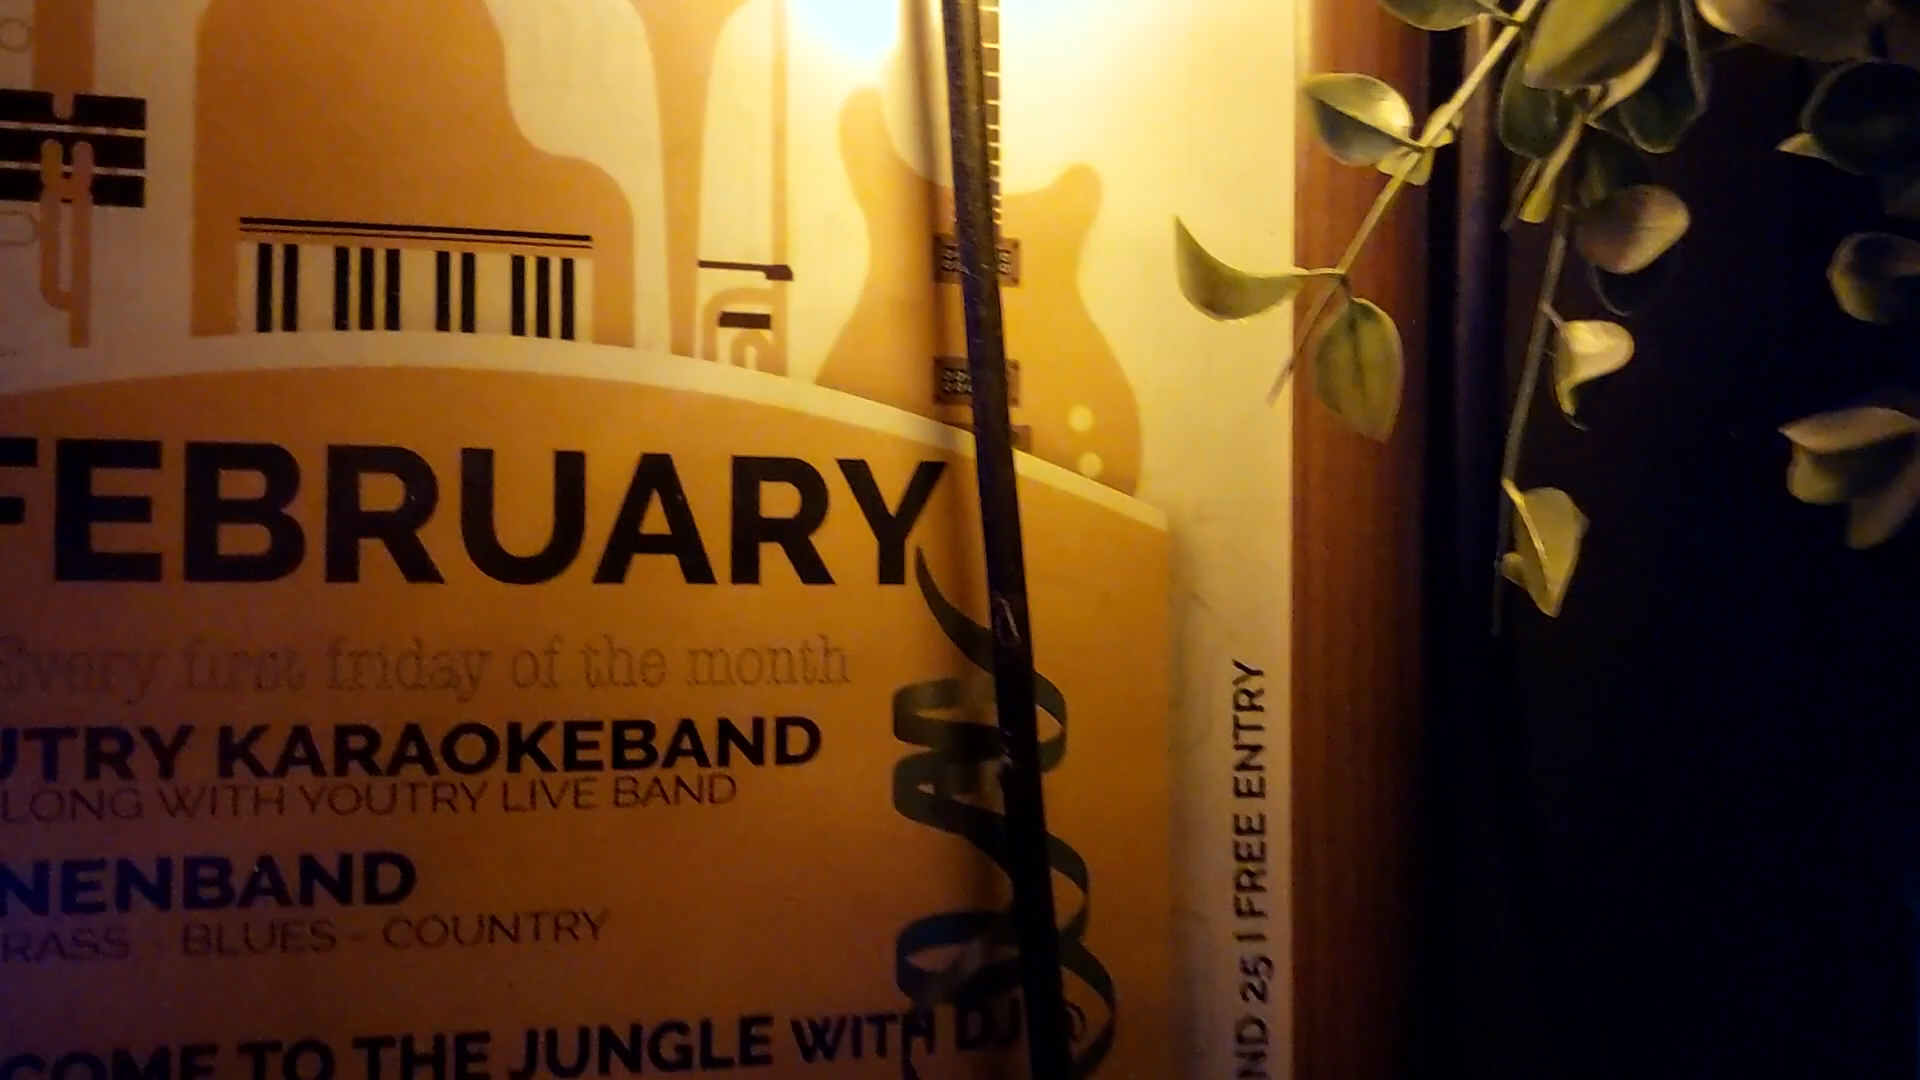 FEBRUARY
Every first friday of the month
UTRY KARAOKEBAND
LONG WITH YOUTRY LIVE BAND
NENBAND
RASS - BLUES - COUNTRY
COME TO THE JUNGLE WITH DJ
ND 25 I FREE ENTRY